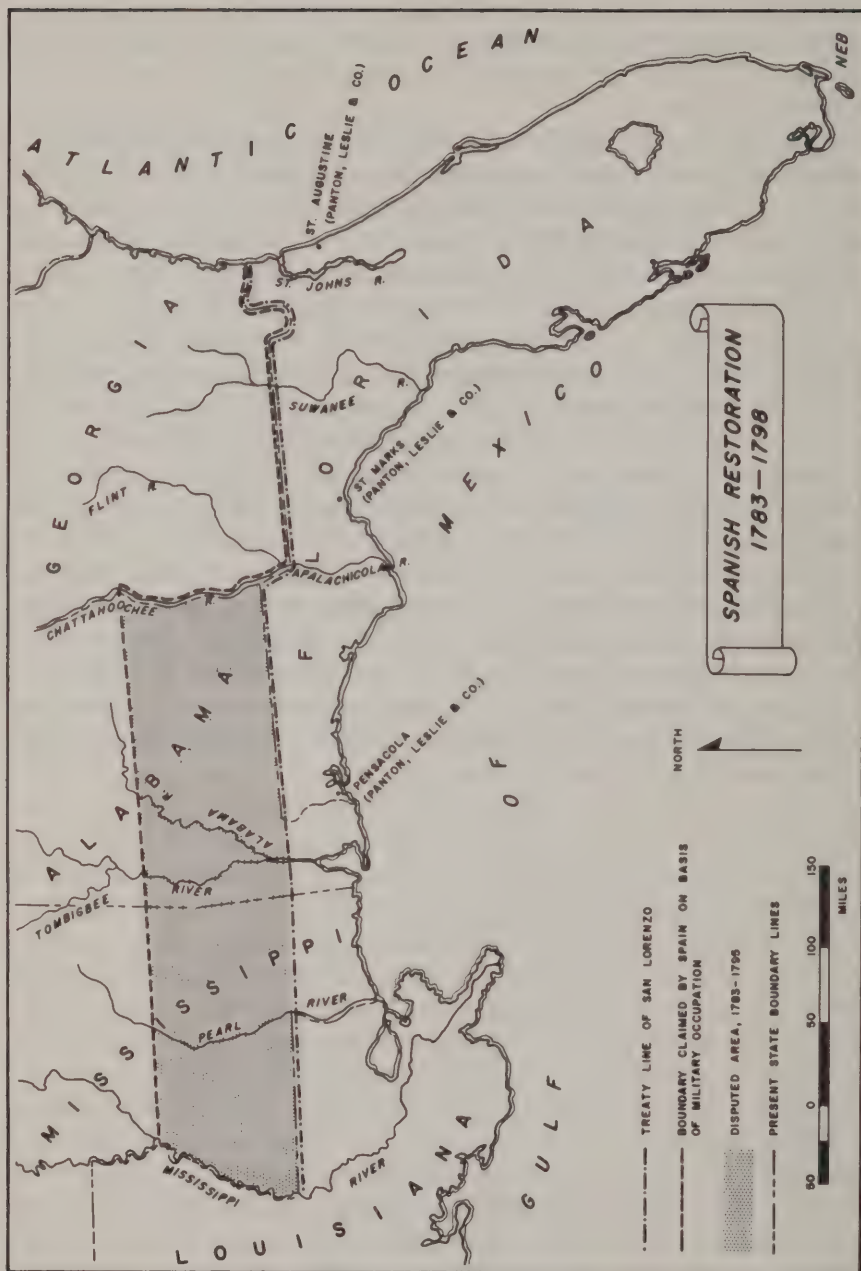 ATLANTIC OCEAN
GEORGIA
FLORIDA
ALABAMA
MISSISSIPPI
LOUISIANA
GULF OF MEXICO
ST. AUGUSTINE
(PANTON, LESLIE & CO.)
ST. JOHNS R.
SUWANEE R.
FLINT R.
ST. MARKS
(PANTON, LESLIE & CO.)
APALACHICOLA R.
CHATTAHOOCHEE R.
PENSACOLA
(PANTON, LESLIE & CO.)
ALABAMA R.
TOMBIGBEE RIVER
PEARL RIVER
MISSISSIPPI RIVER
NEB
SPANISH RESTORATION
1783—1798
NORTH
TREATY LINE OF SAN LORENZO
BOUNDARY CLAIMED BY SPAIN ON BASIS
OF MILITARY OCCUPATION
DISPUTED AREA, 1783-1795
PRESENT STATE BOUNDARY LINES
50 0 50 100 150
MILES